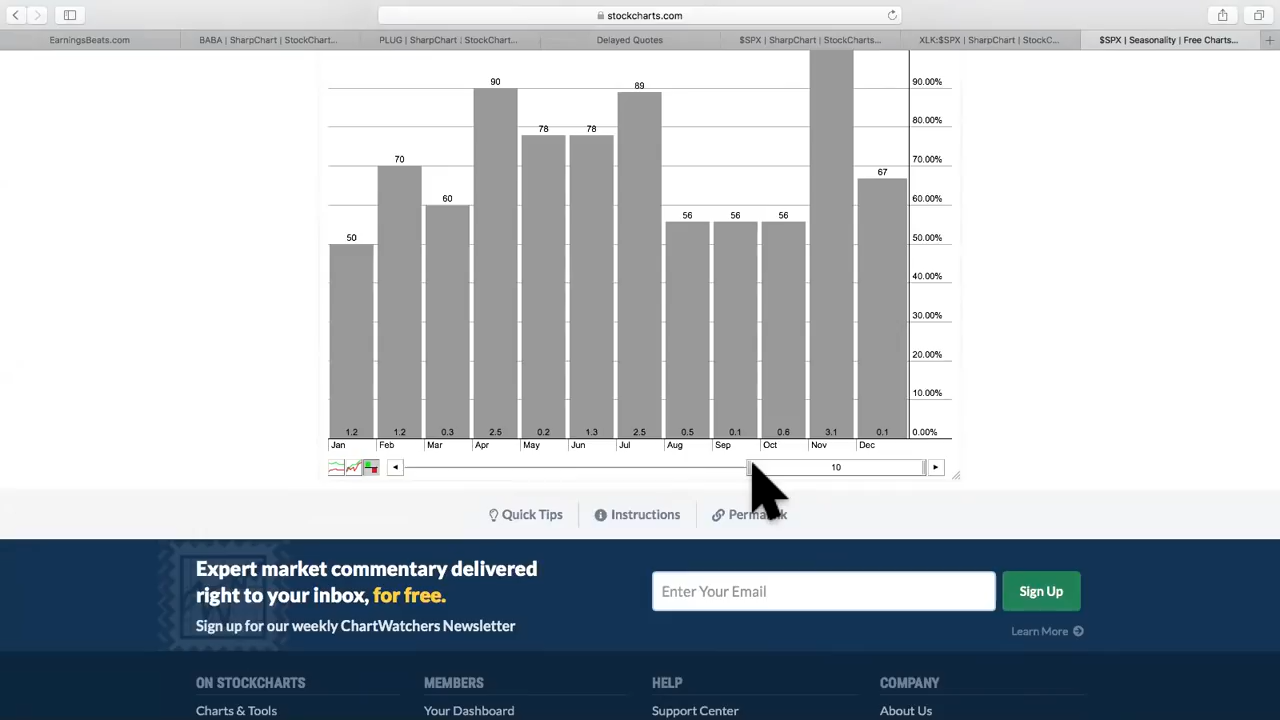 stockcharts.com
EarningsBeats.com
BABA | SharpChart | StockChart...
PLUG | SharpChart | StockChart...
Delayed Quotes
$SPX | SharpChart | StockCharts...
XLK:$SPX | SharpChart | StockC...
$SPX | Seasonality | Free Charts...
90 89 90.00%
80.00%
78 78
70 67 70.00%
60 56 56 56 60.00%
50 50.00%
40.00%
30.00%
20.00%
10.00%
1.2 1.2 0.3 2.5 0.2 1.3 2.5 0.5 0.1 0.6 3.1 0.1 0.00%
Jan Feb Mar Apr May Jun Jul Aug Sep Oct Nov Dec
10
Quick Tips Instructions
Expert market commentary delivered
right to your inbox, for free.
Sign up for our weekly ChartWatchers Newsletter
Enter Your Email
Sign Up
Learn More
ON STOCKCHARTS MEMBERS HELP COMPANY
Charts & Tools Your Dashboard Support Center About Us